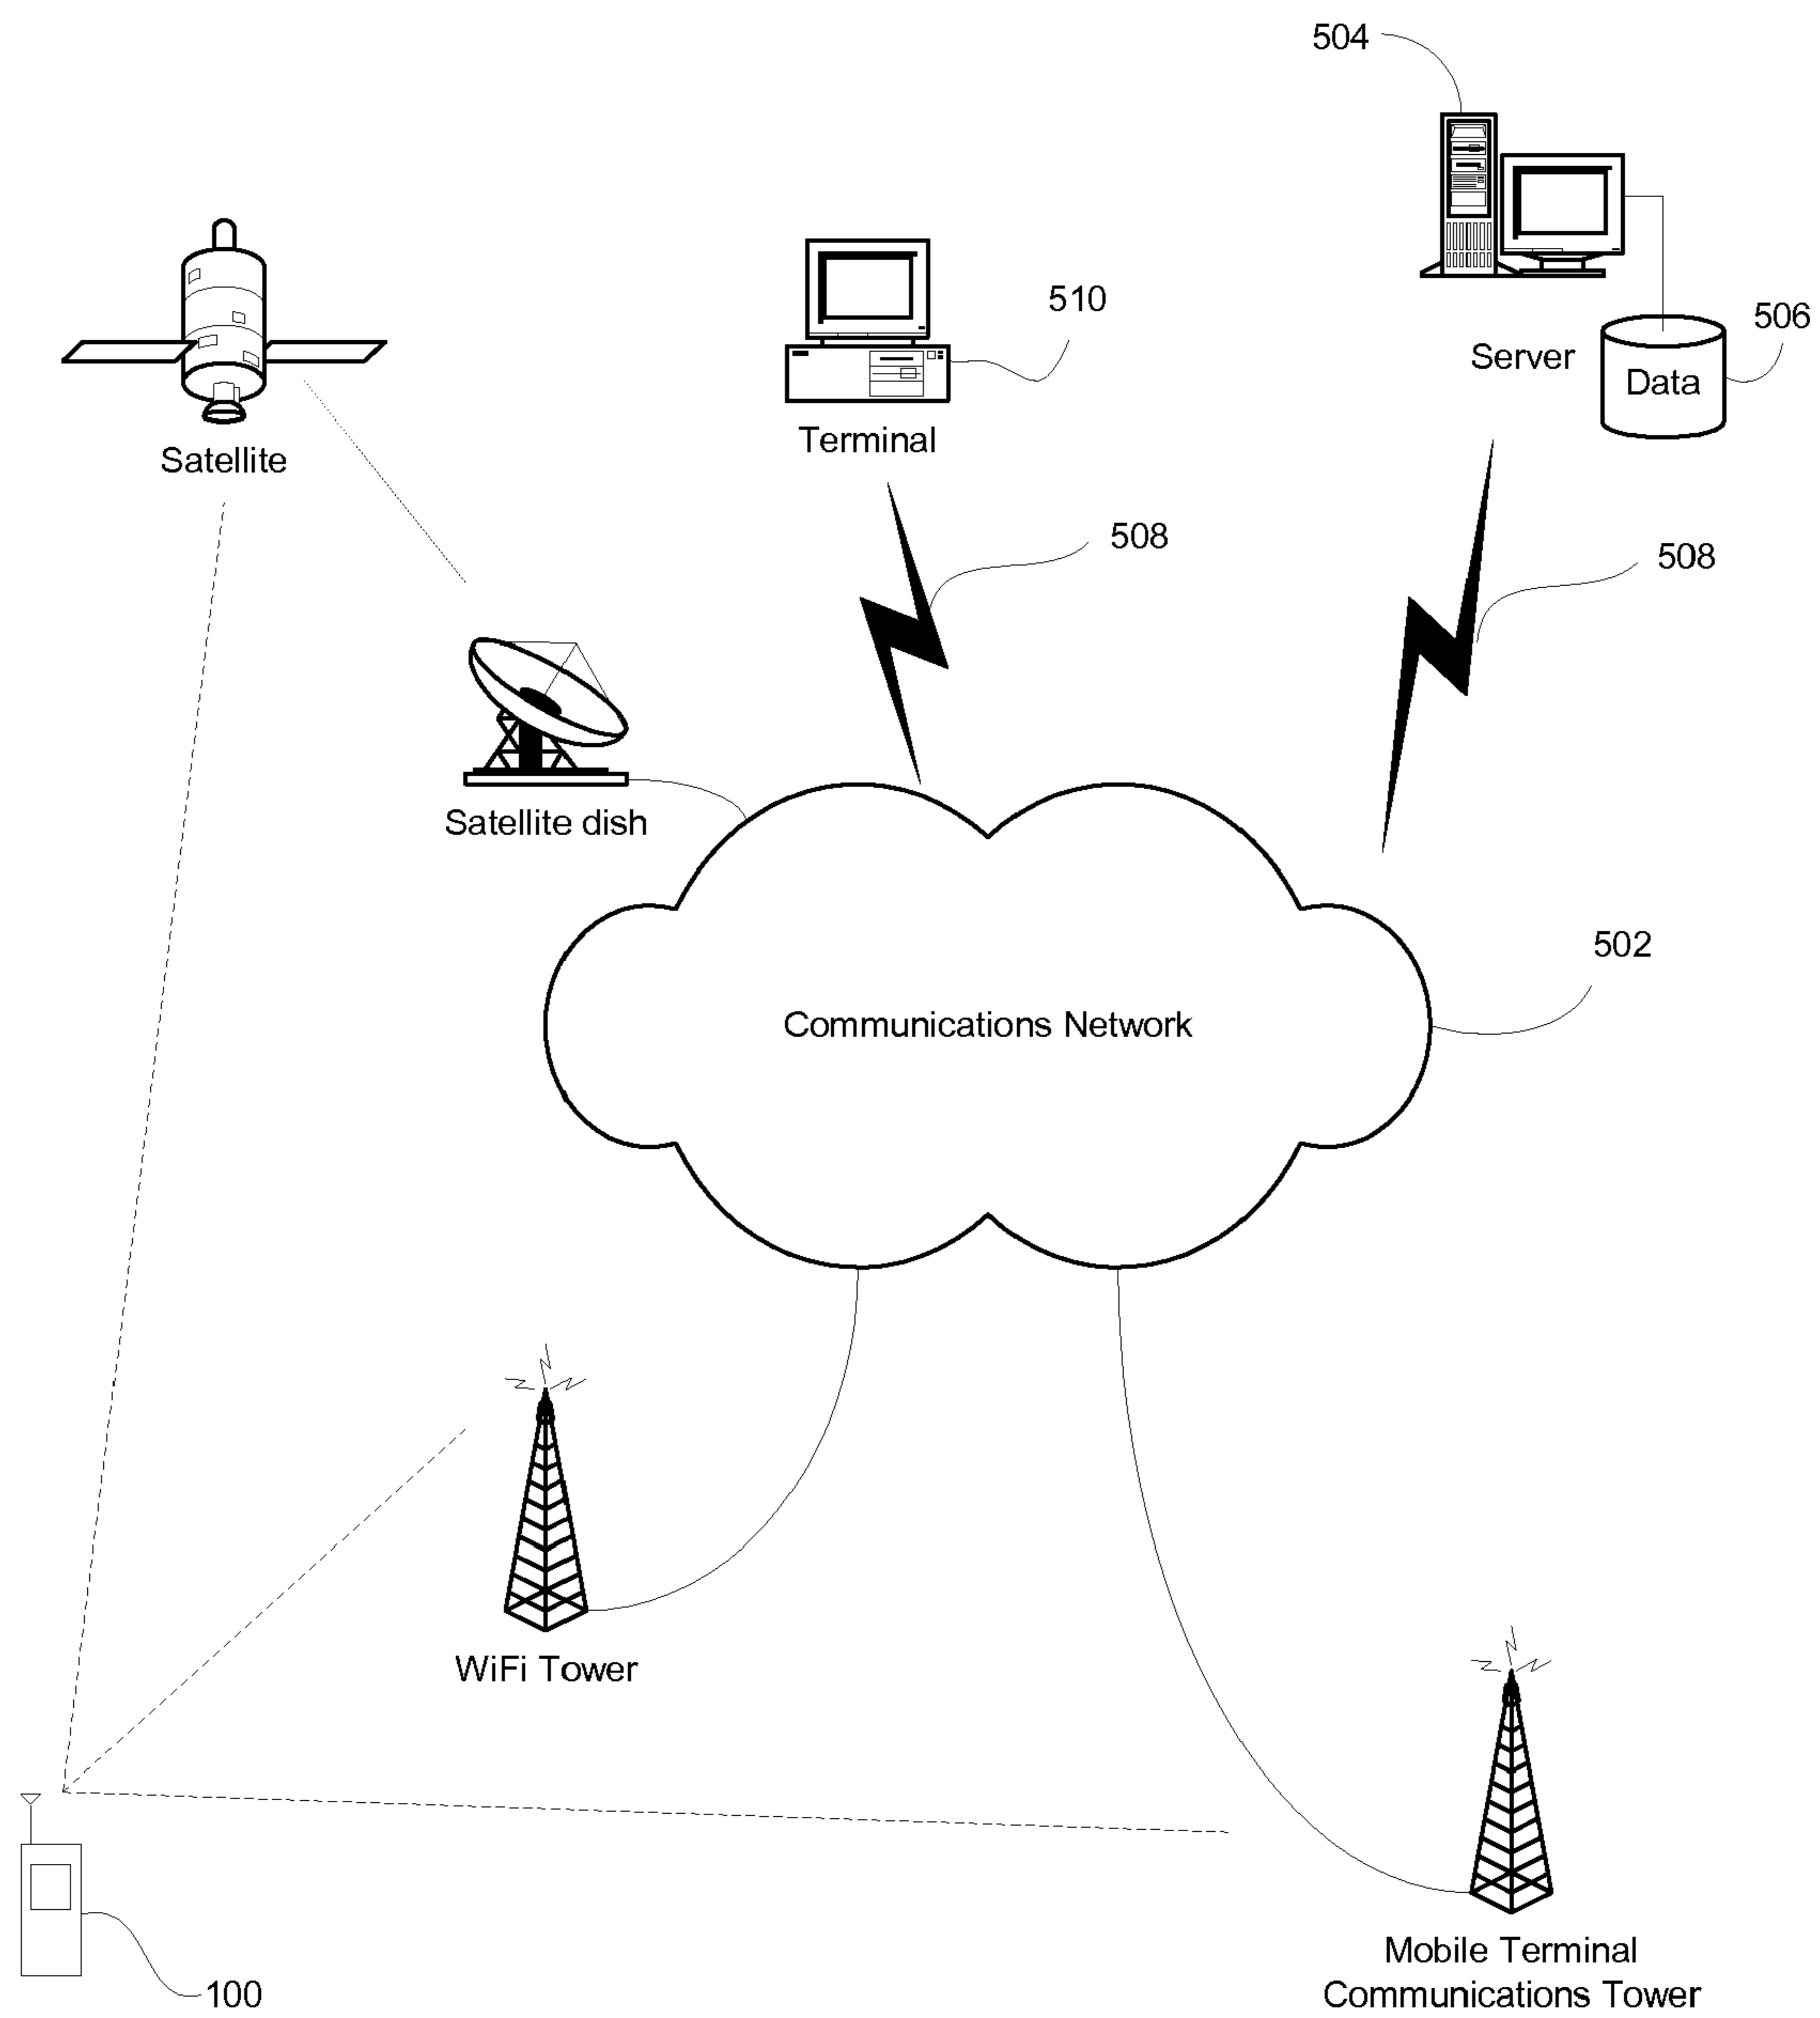 504
510
506
Server
Data
Terminal
Satellite
508
508
Satellite dish
502
Communications Network
WiFi Tower
Mobile Terminal
Communications Tower
100